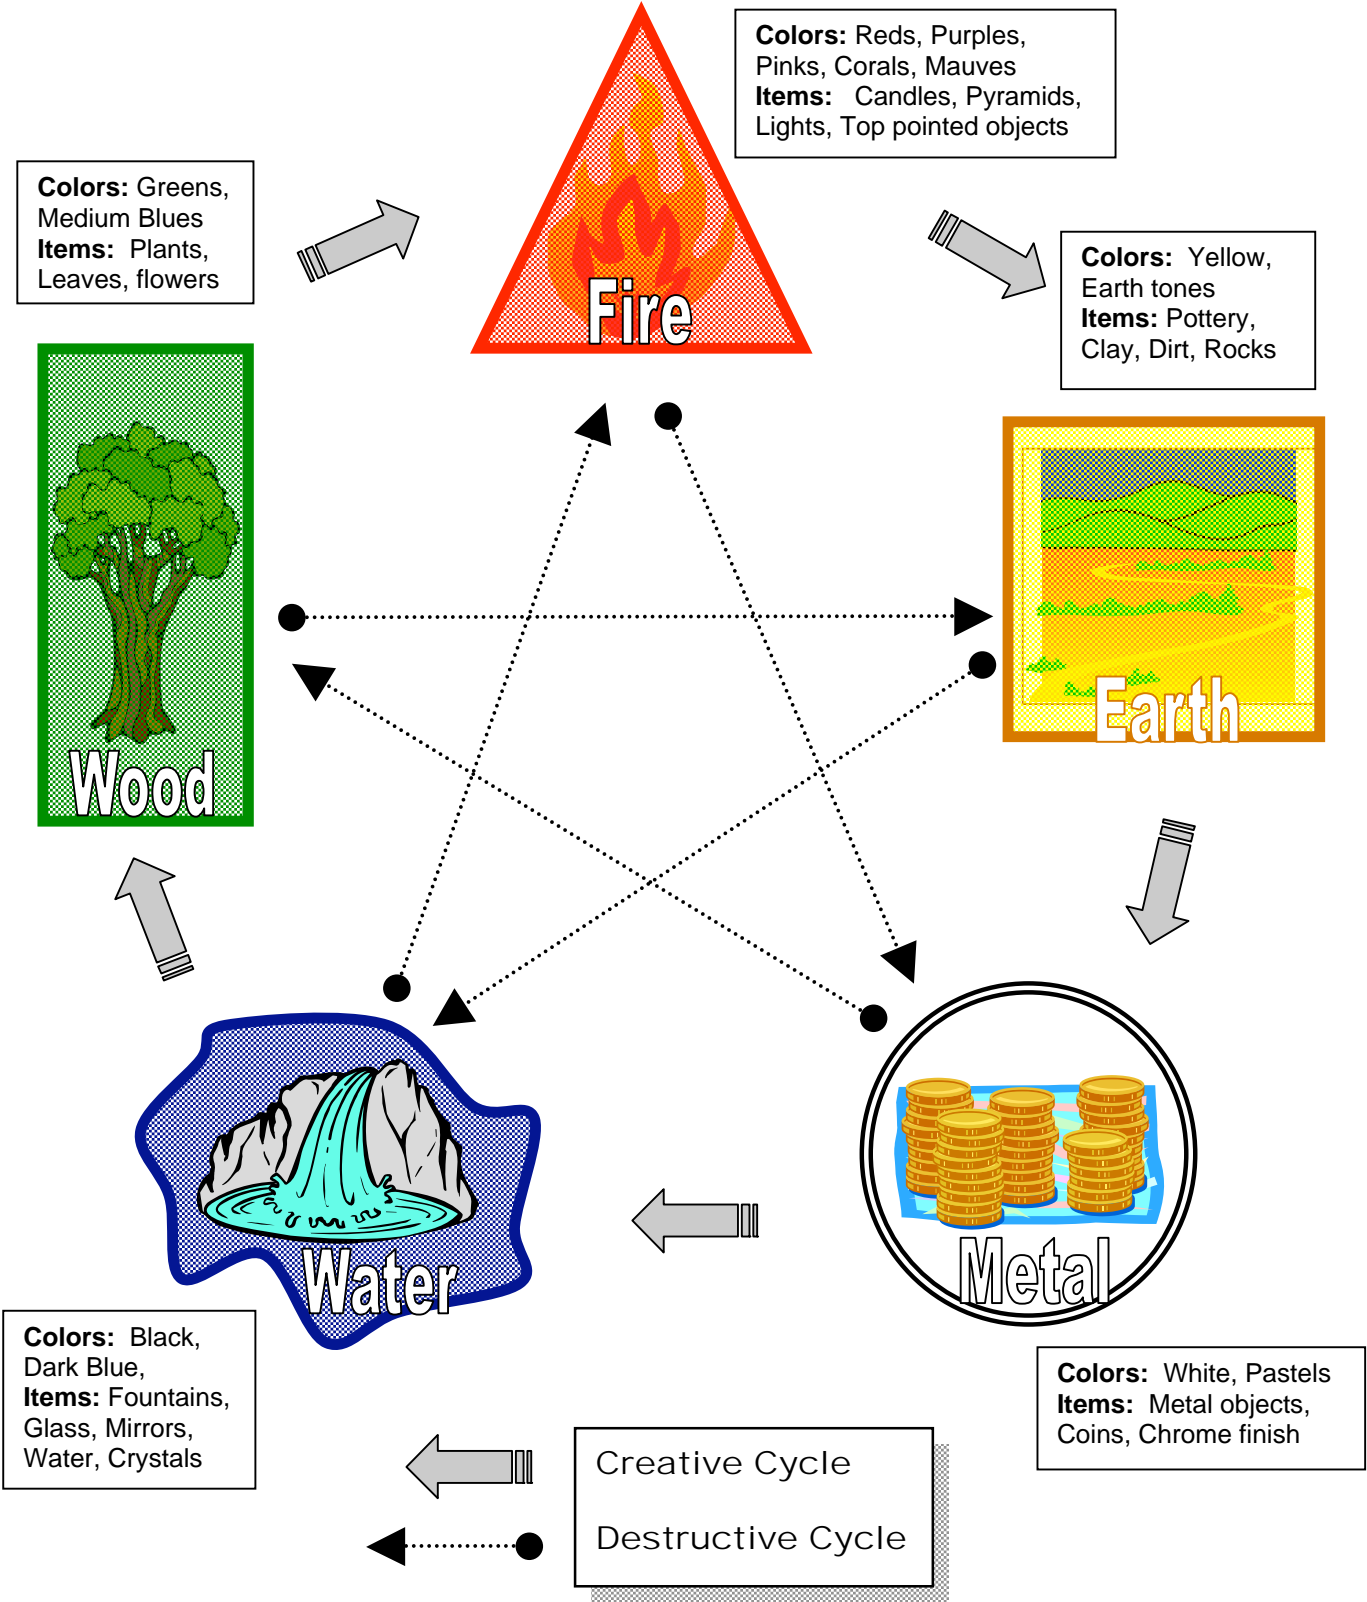 Colors: Reds, Purples,
Pinks, Corals, Mauves
Items: Candles, Pyramids,
Lights, Top pointed objects
Colors: Greens,
Medium Blues
Items: Plants,
Leaves, flowers
Fire
Colors: Yellow,
Earth tones
Items: Pottery,
Clay, Dirt, Rocks
Wood
Earth
Water
Metal
Colors: Black,
Dark Blue,
Items: Fountains,
Glass, Mirrors,
Water, Crystals
Colors: White, Pastels
Items: Metal objects,
Coins, Chrome finish
Creative Cycle
Destructive Cycle